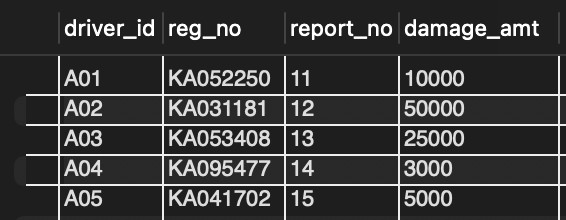 driver_id reg_no report_no damage_amt
A01 KA052250 11 10000
A02 KA031181 12 50000
A03 KA053408 13 25000
A04 KA095477 14 3000
A05 KA041702 15 5000